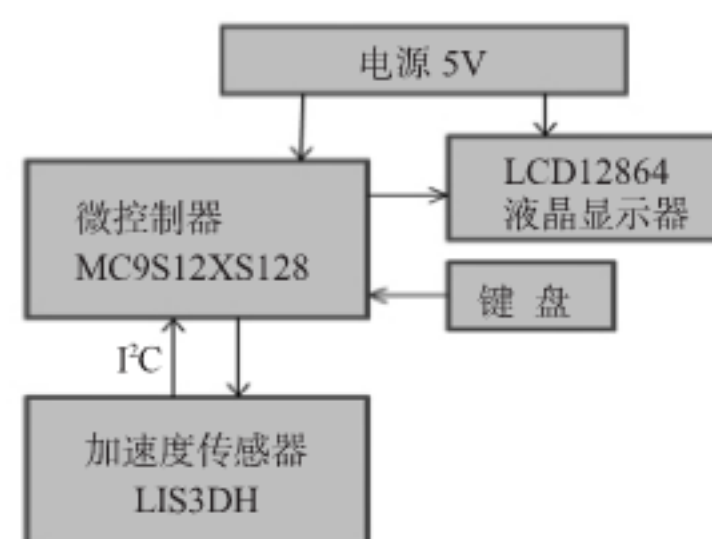 电源 5V
LCD12864
液晶显示器
微控制器
MC9S12XS128
键 盘
I²C
加速度传感器
LIS3DH